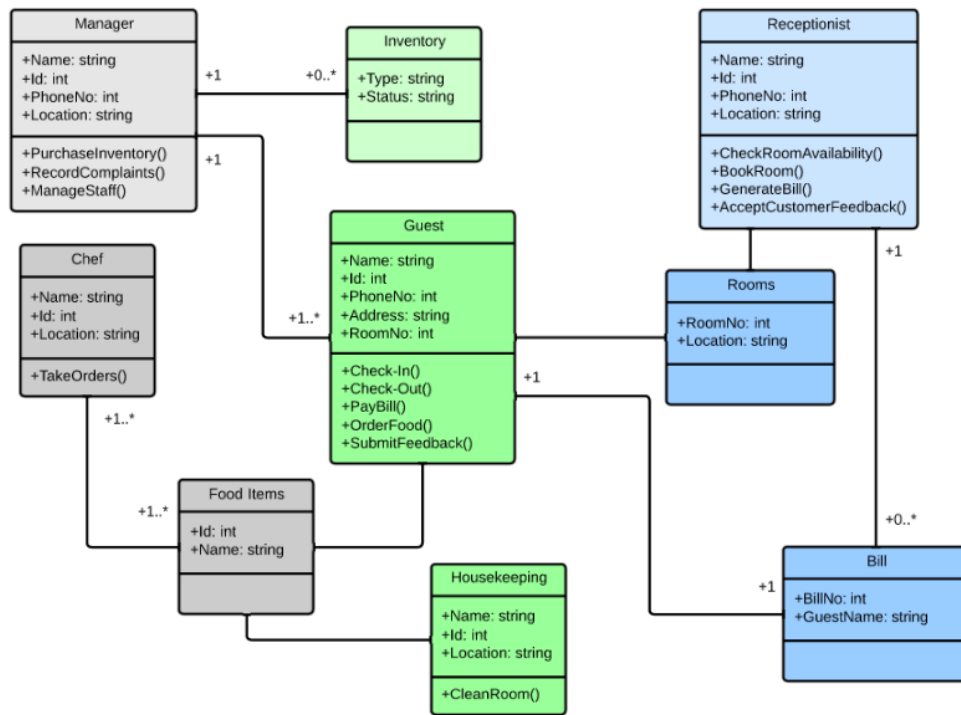 Manager
+Name: string
+Id: int
+PhoneNo: int
+Location: string
+PurchaseInventory()
+RecordComplaints()
+ManageStaff()
+1
+0..*
Inventory
+Type: string
+Status: string
Receptionist
+Name: string
+Id: int
+PhoneNo: int
+Location: string
+CheckRoomAvailability()
+BookRoom()
+GenerateBill()
+AcceptCustomerFeedback()
+1
+1..*
Guest
+Name: string
+Id: int
+PhoneNo: int
+Address: string
+RoomNo: int
+Check-In()
+Check-Out()
+PayBill()
+OrderFood()
+SubmitFeedback()
+1
+1
Rooms
+RoomNo: int
+Location: string
Chef
+Name: string
+Id: int
+Location: string
+TakeOrders()
+1..*
+1..*
Food Items
+Id: int
+Name: string
Housekeeping
+Name: string
+Id: int
+Location: string
+CleanRoom()
+0..*
+1
Bill
+BillNo: int
+GuestName: string